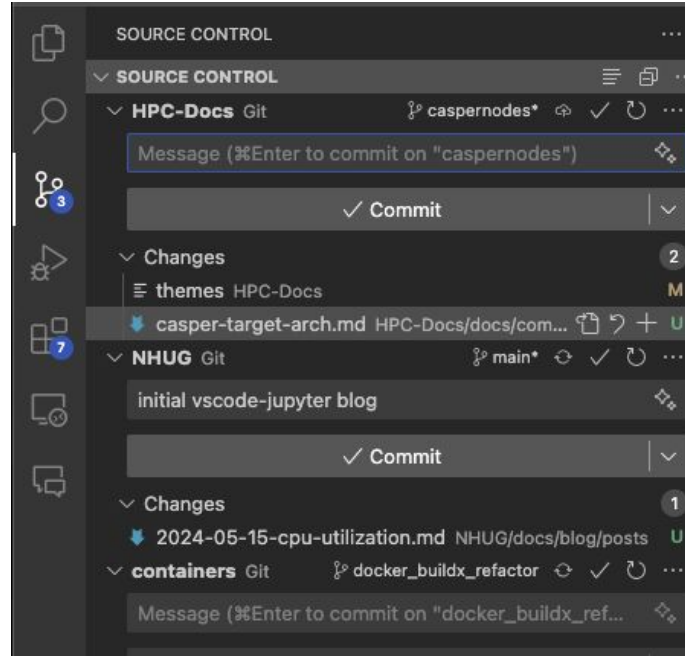 SOURCE CONTROL
SOURCE CONTROL
HPC-Docs Git caspernodes*
Message (⌘Enter to commit on "caspernodes")
3
Commit
Changes 2
themes HPC-Docs M
casper-target-arch.md HPC-Docs/docs/com... U
7
NHUG Git main*
initial vscode-jupyter blog
Commit
Changes 1
2024-05-15-cpu-utilization.md NHUG/docs/blog/posts U
containers Git docker_buildx_refactor
Message (⌘Enter to commit on "docker_buildx_ref...